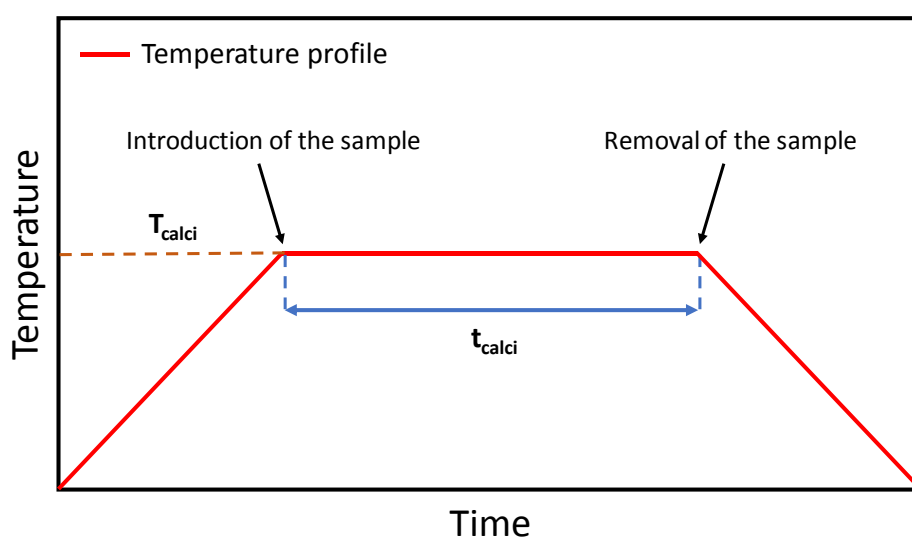 Temperature profile
Introduction of the sample
Removal of the sample
Tcalci
tcalci
Temperature
Time